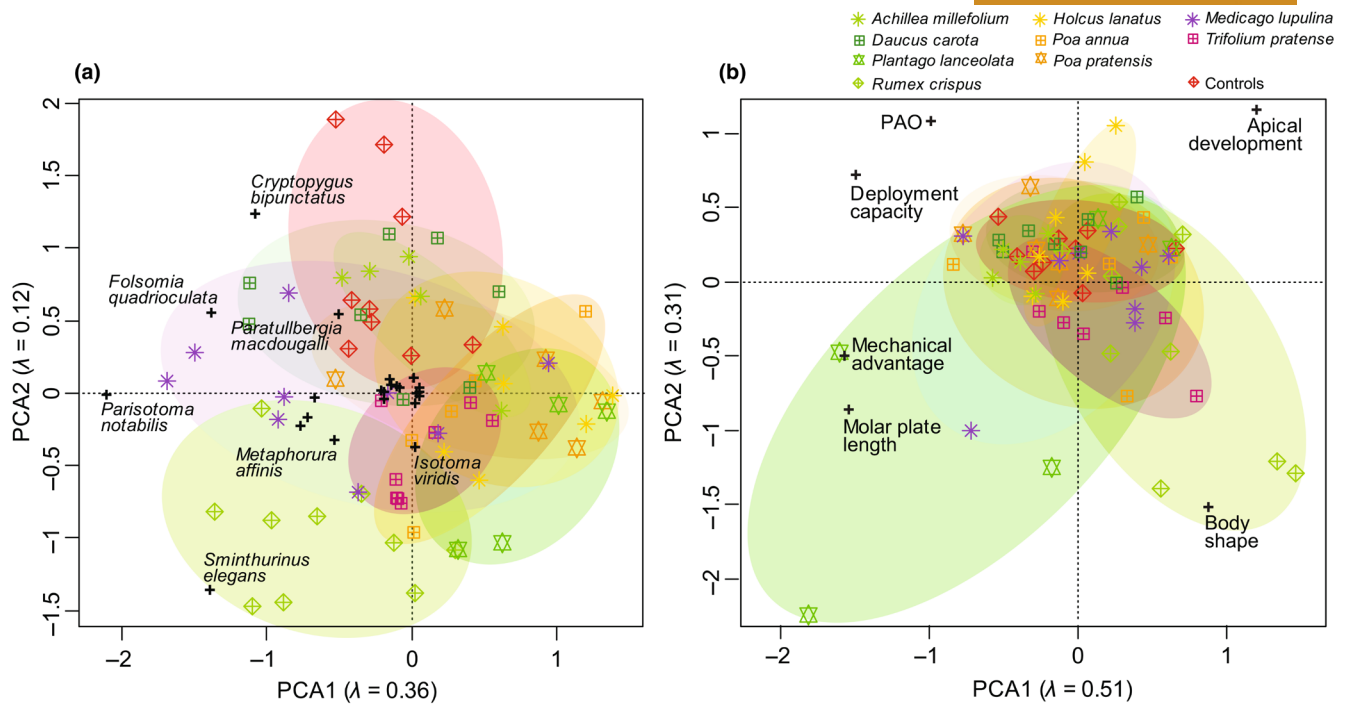 Achillea millefolium
Daucus carota
Plantago lanceolata
Rumex crispus
Holcus lanatus
Poa annua
Poa pratensis
Medicago lupulina
Trifolium pratense
Controls
(a)
2
1.5
1
0.5
0
−0.5
−1
−1.5
PCA2 (λ = 0.12)
Cryptopygus
bipunctatus
Folsomia
quadrioculata
Paratullbergia
macdougalli
Parisotoma
notabilis
Metaphorura
affinis
Isotoma
viridis
Sminthurinus
elegans
−2
−1
0
1
PCA1 (λ = 0.36)
(b)
1
0.5
0
−0.5
−1
−1.5
−2
PCA2 (λ = 0.31)
PAO
Apical
development
Deployment
capacity
Mechanical
advantage
Molar plate
length
Body
shape
−2
−1
0
1
PCA1 (λ = 0.51)